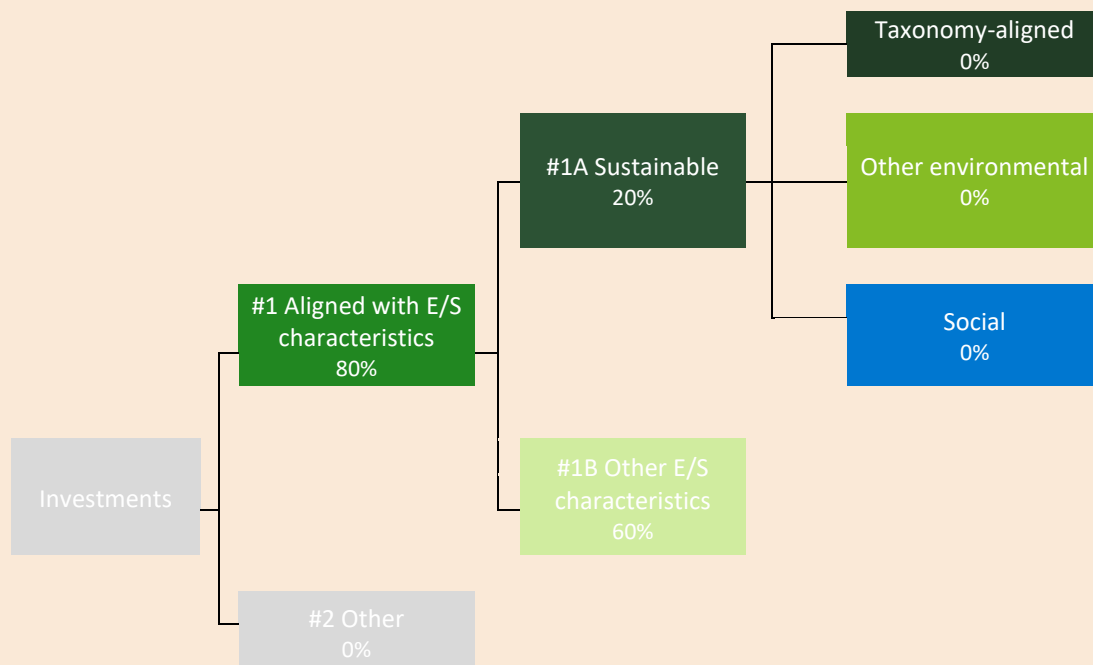 Taxonomy-aligned
0%
#1A Sustainable
20%
Other environmental
0%
#1 Aligned with E/S
characteristics
80%
Social
0%
Investments
#1B Other E/S
characteristics
60%
#2 Other
0%